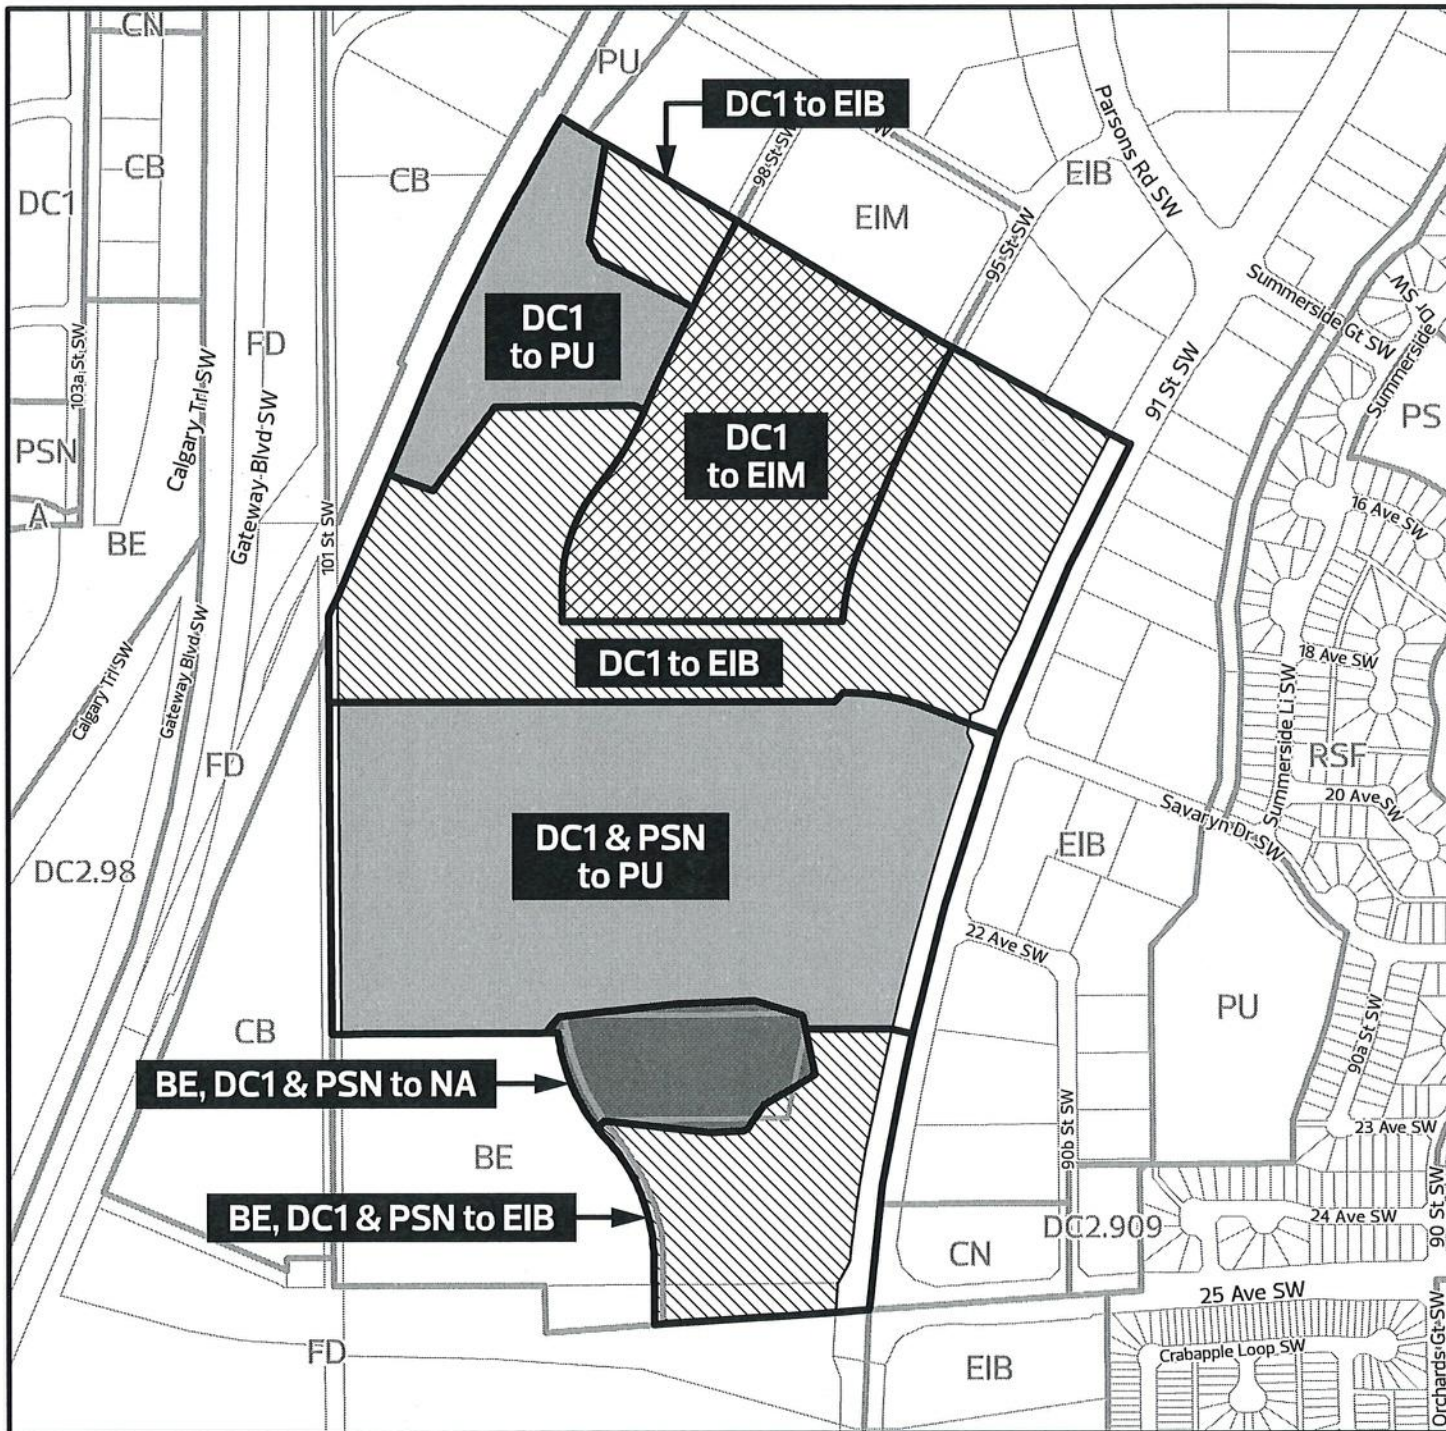 CN
PU
DC1 to EIB
Parsons Rd SW
W
98 St SW
CB
CB
EIB
DC1
EIM
95 St SW
Summerside Gt SW
Summerside Dr SW
DC1
to PU
FD
103a St SW
Calgary Trl SW
91 St SW
PS
DC1
to EIM
PSN
Gateway Blvd SW
A
16 Ave SW
BE
101 St SW
18 Ave SW
DC1 to EIB
Calgary Trl SW
Gateway Blvd SW
Summerside Li SW
RSF
FD
20 Ave SW
Savaryn Dr SW
DC1 & PSN
to PU
EIB
DC2.98
22 Ave SW
PU
CB
90a St SW
BE, DC1 & PSN to NA
90b St SW
23 Ave SW
BE
90 St SW
BE, DC1 & PSN to EIB
24 Ave SW
DC2.909
CN
25 Ave SW
FD
Crabapple Loop SW
EIB
Orchards Gt SW